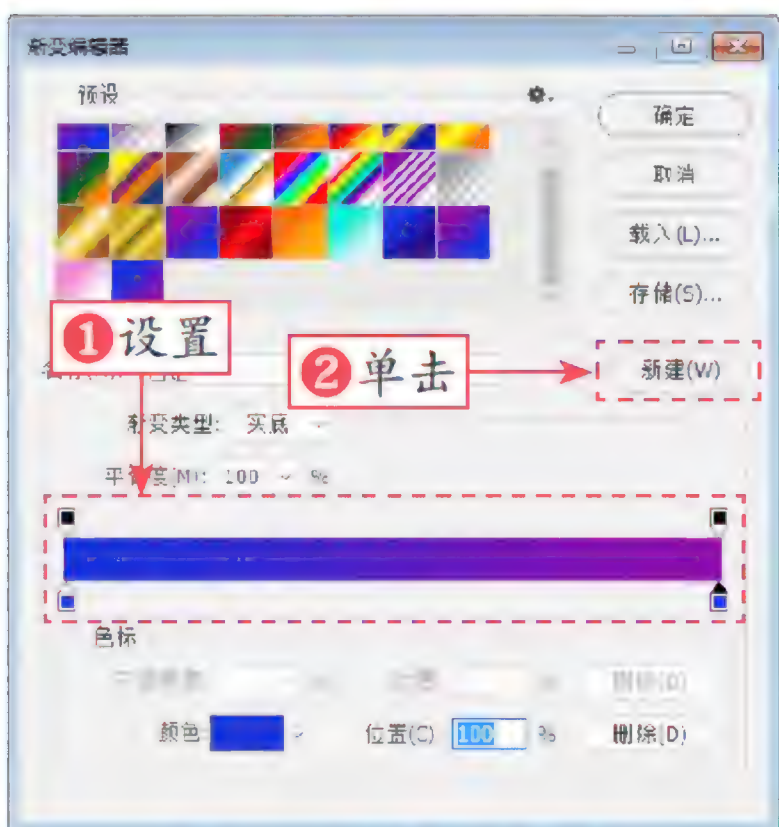 渐变编辑器
预设
确定
取消
载入(L)...
存储(S)...
❶设置
❷单击
新建(W)
渐变类型: 实底
平滑度(M): 100 %
色标
颜色
位置(C) 100 %
删除(D)